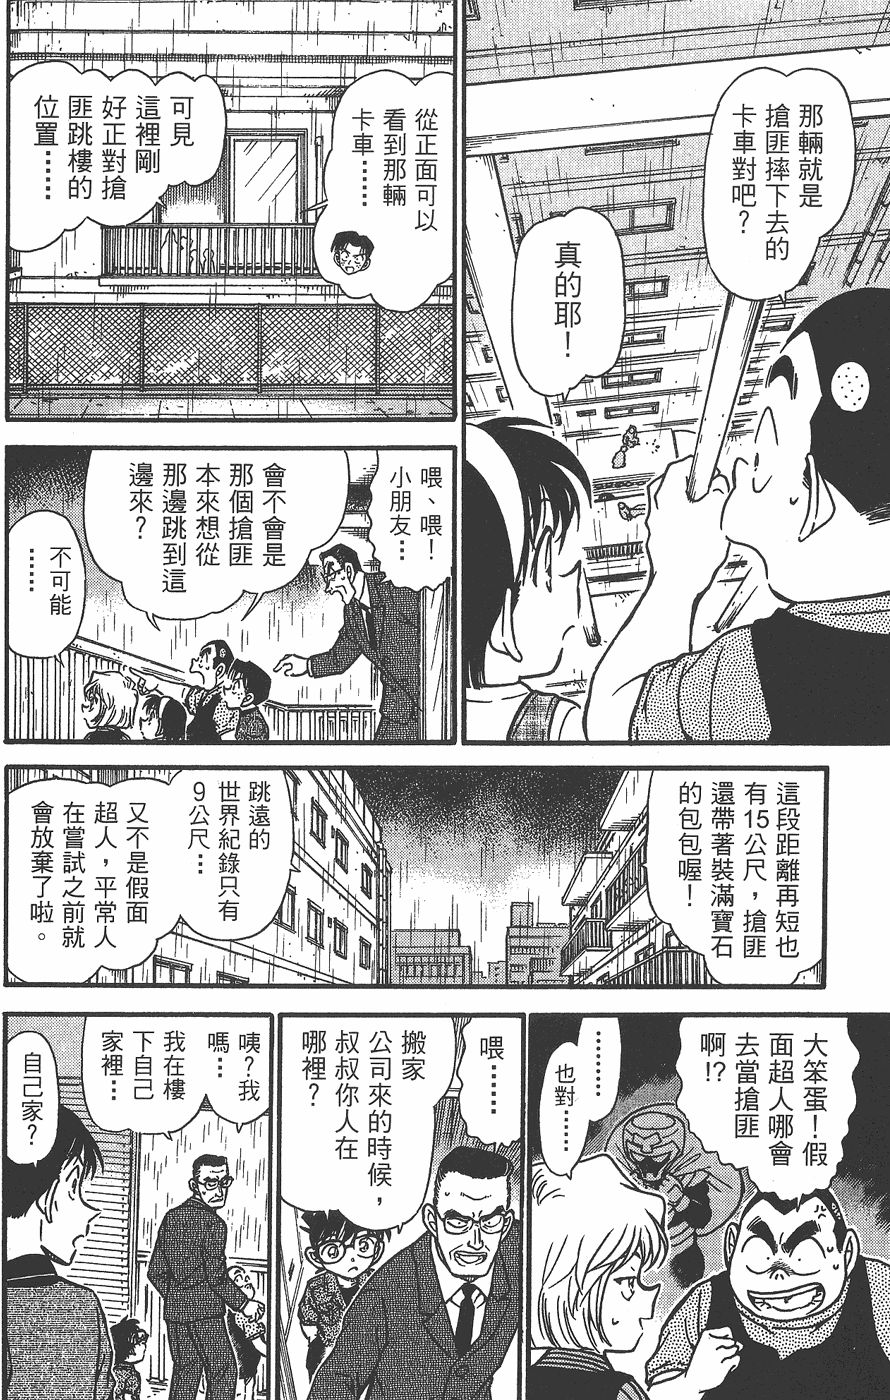 那輛就是
搶匪摔下去的
卡車對吧？
真的耶！
從正面可以
看到那輛
卡車……
可見
這裡剛
好正對搶
匪跳樓的
位置……
喂、喂！
小朋友…
會不會是
那個搶匪
本來想從
那邊跳到這
邊來？
不可能
……
這段距離再短也
有15公尺，搶匪
還帶著裝滿寶石
的包包喔！
跳遠的
世界紀錄只有
9公尺…
又不是假面
超人，平常人
在嘗試之前就
會放棄了啦。
大笨蛋！假
面超人哪會
去當搶匪
啊!?
……
也對……
喂……
搬家
公司來的時候，
叔叔你人在
哪裡？
咦？我
嗎…
我在樓
下自己
家裡…
自己家？